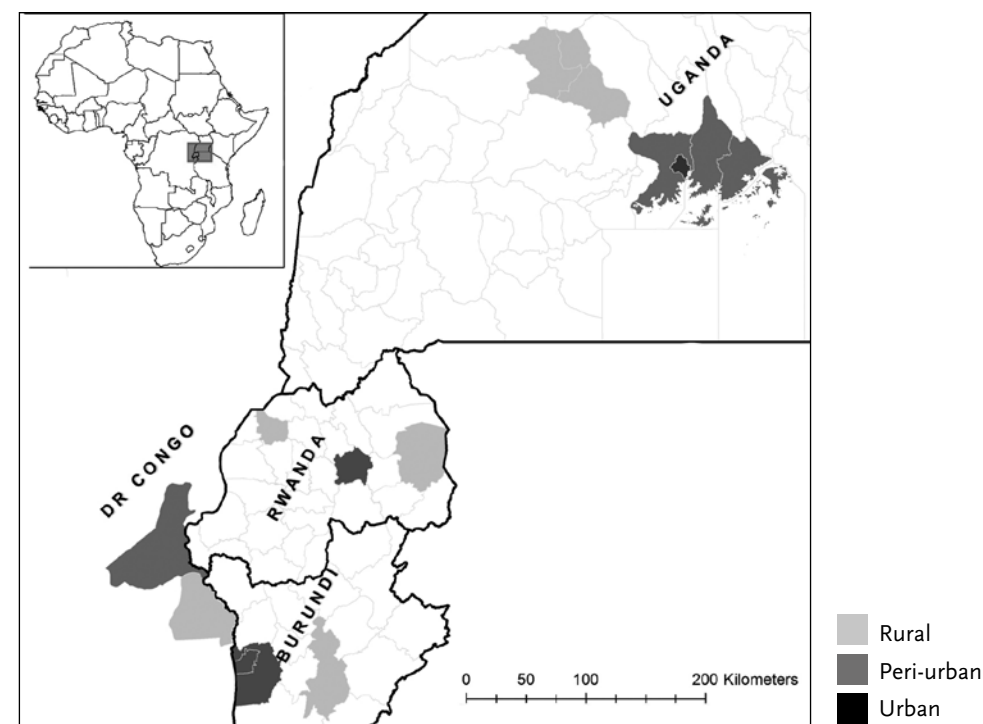 UGANDA
DR CONGO
RWANDA
BURUNDI
0 50 100 200 Kilometers
Rural
Peri-urban
Urban